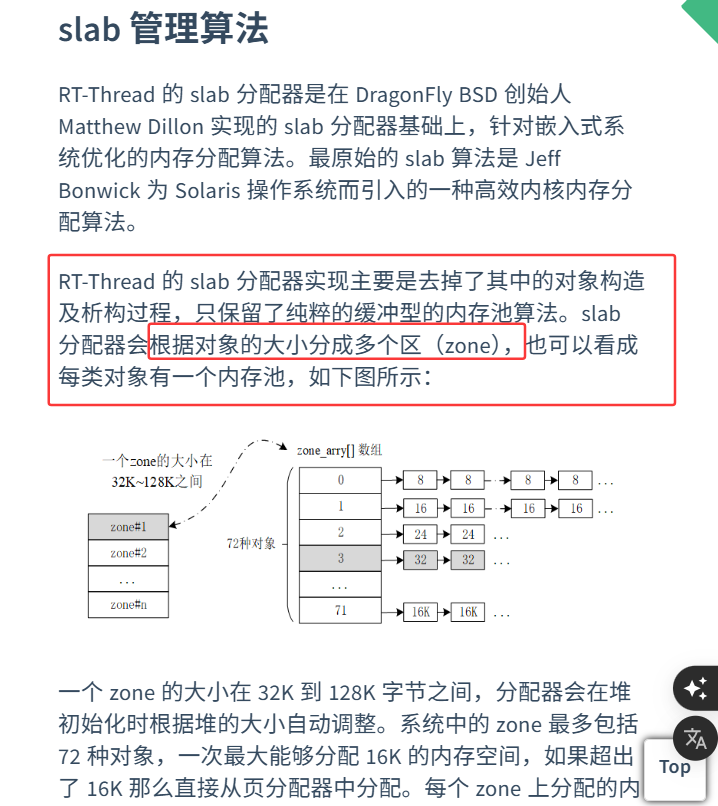 slab 管理算法
RT-Thread 的 slab 分配器是在 DragonFly BSD 创始人
Matthew Dillon 实现的 slab 分配器基础上，针对嵌入式系
统优化的内存分配算法。最原始的 slab 算法是 Jeff
Bonwick 为 Solaris 操作系统而引入的一种高效内核内存分
配算法。
RT-Thread 的 slab 分配器实现主要是去掉了其中的对象构造
及析构过程，只保留了纯粹的缓冲型的内存池算法。slab
分配器会根据对象的大小分成多个区（zone），也可以看成
每类对象有一个内存池，如下图所示：
一个zone的大小在
32K~128K之间
zone#1
zone#2
...
zone#n
zone_arry[] 数组
72种对象
0 8 8 8 8 ...
1 16 16 16 16 ...
2 24 24 ...
3 32 32 ...
...
71 16K 16K ...
一个 zone 的大小在 32K 到 128K 字节之间，分配器会在堆
初始化时根据堆的大小自动调整。系统中的 zone 最多包括
72 种对象，一次最大能够分配 16K 的内存空间，如果超出
了 16K 那么直接从页分配器中分配。每个 zone 上分配的内
Top